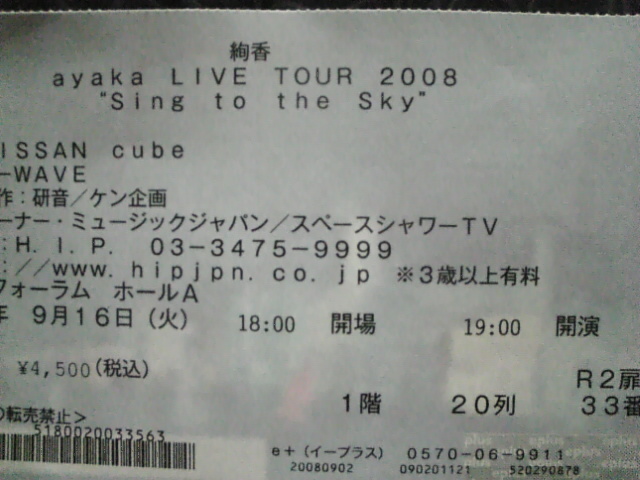 絢香
ayaka LIVE TOUR 2008
"Sing to the Sky"
ISSAN cube
-WAVE
作：研音／ケン企画
ーナー・ミュージックジャパン／スペースシャワーTV
：H.I.P. 03-3475-9999
://www.hipjpn.co.jp ※3歳以上有料
フォーラム ホールA
年 9月16日（火） 18:00 開場 19:00 開演
¥4,500(税込)
R2扉
1階 20列 33番
の転売禁止＞
5180020033563
e+（イープラス） 0570-06-9911
20080902 090201121 520290878
eplus